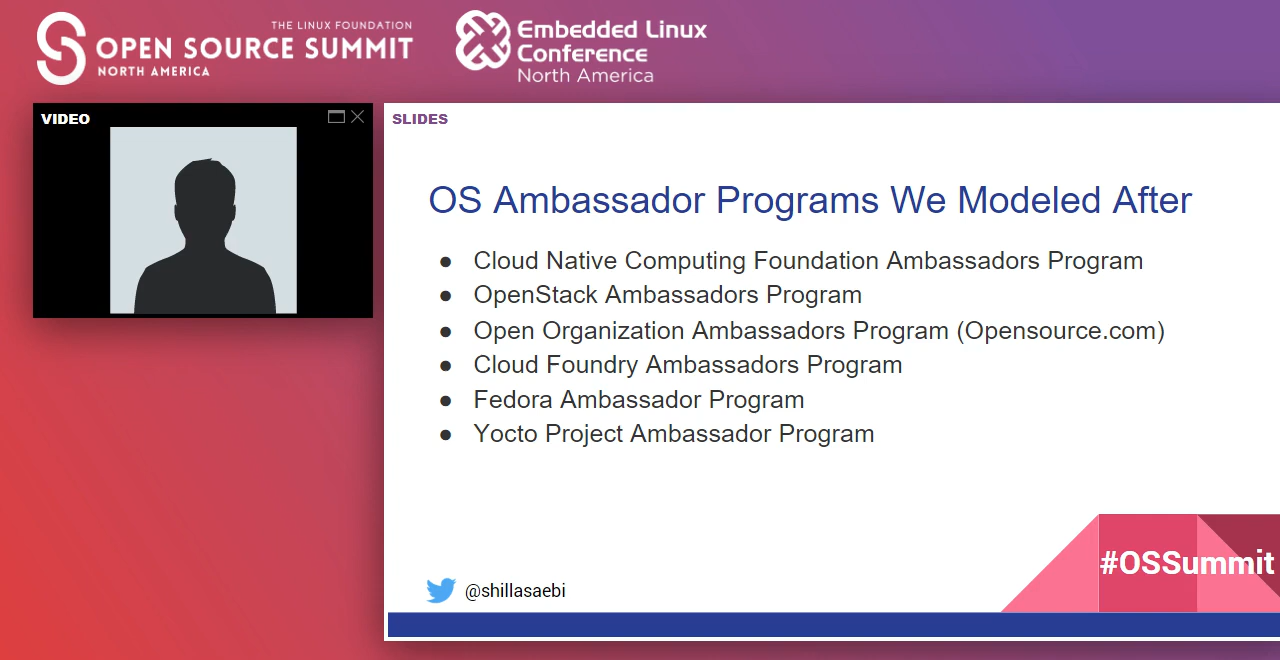 THE LINUX FOUNDATION
OPEN SOURCE SUMMIT
NORTH AMERICA
Embedded Linux
Conference
North America
VIDEO
SLIDES
OS Ambassador Programs We Modeled After
● Cloud Native Computing Foundation Ambassadors Program
● OpenStack Ambassadors Program
● Open Organization Ambassadors Program (Opensource.com)
● Cloud Foundry Ambassadors Program
● Fedora Ambassador Program
● Yocto Project Ambassador Program
#OSSummit
@shillasaebi